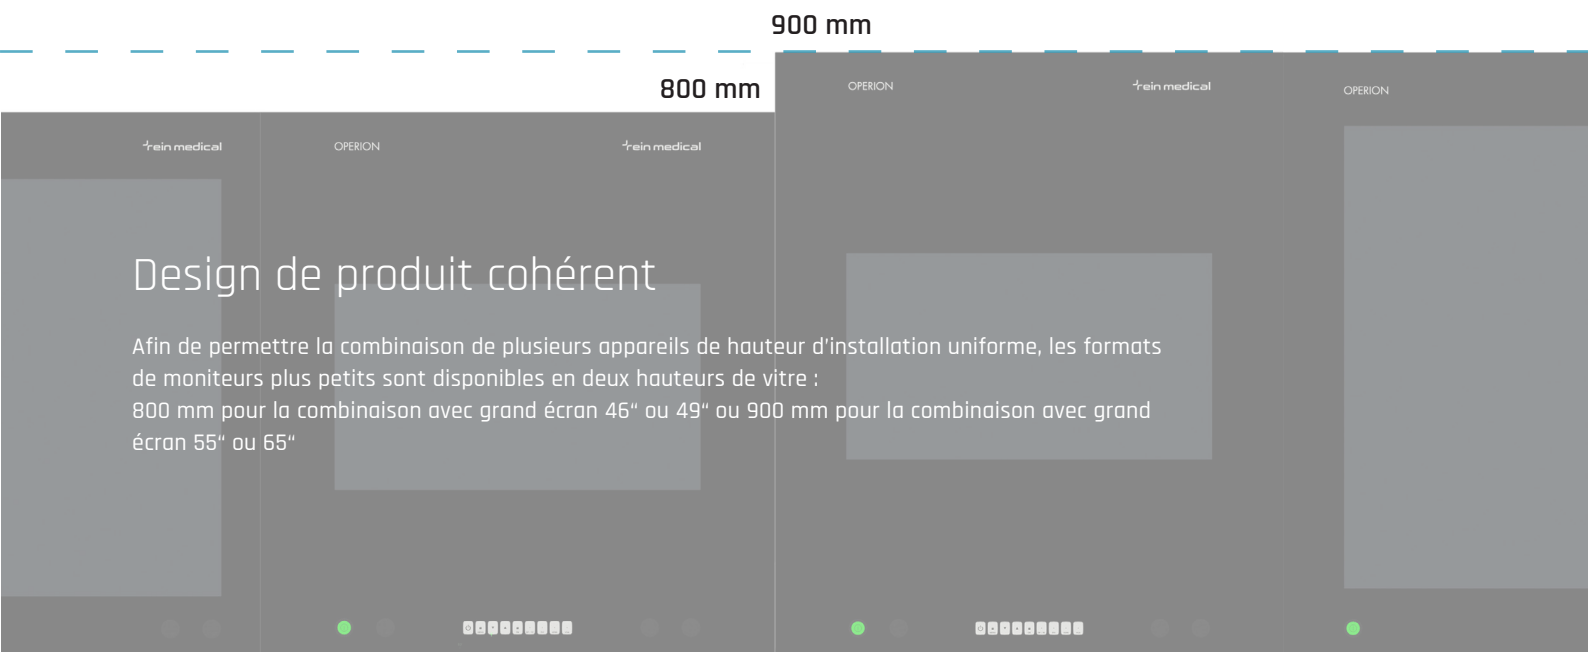 900 mm
800 mm
OPERION
rein medical
OPERION
rein medical
OPERION
rein medical
Design de produit cohérent
Afin de permettre la combinaison de plusieurs appareils de hauteur d'installation uniforme, les formats
de moniteurs plus petits sont disponibles en deux hauteurs de vitre :
800 mm pour la combinaison avec grand écran 46“ ou 49“ ou 900 mm pour la combinaison avec grand
écran 55“ ou 65“